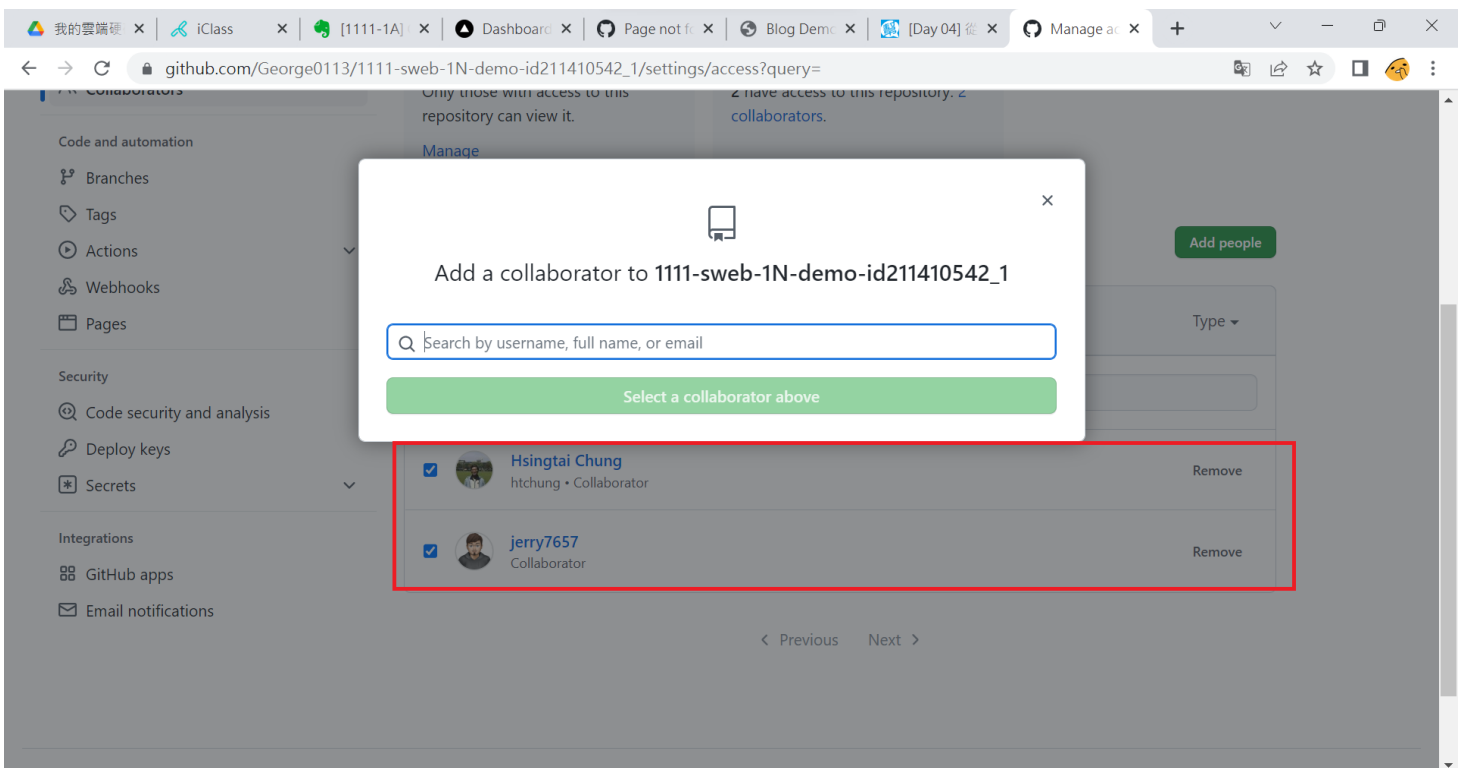 我的雲端硬
iClass
[1111-1A]
Dashboard
Page not fo
Blog Demo
[Day 04] 從
Manage ac
github.com/George0113/1111-sweb-1N-demo-id211410542_1/settings/access?query=
Collaborators
Only those with access to this
repository can view it.
Manage
2 have access to this repository. 2
collaborators.
Code and automation
Branches
Tags
Actions
Webhooks
Pages
Security
Code security and analysis
Deploy keys
Secrets
Integrations
GitHub apps
Email notifications
Add a collaborator to 1111-sweb-1N-demo-id211410542_1
Search by username, full name, or email
Select a collaborator above
Add people
Type
Hsingtai Chung
htchung • Collaborator
Remove
jerry7657
Collaborator
Remove
Previous Next